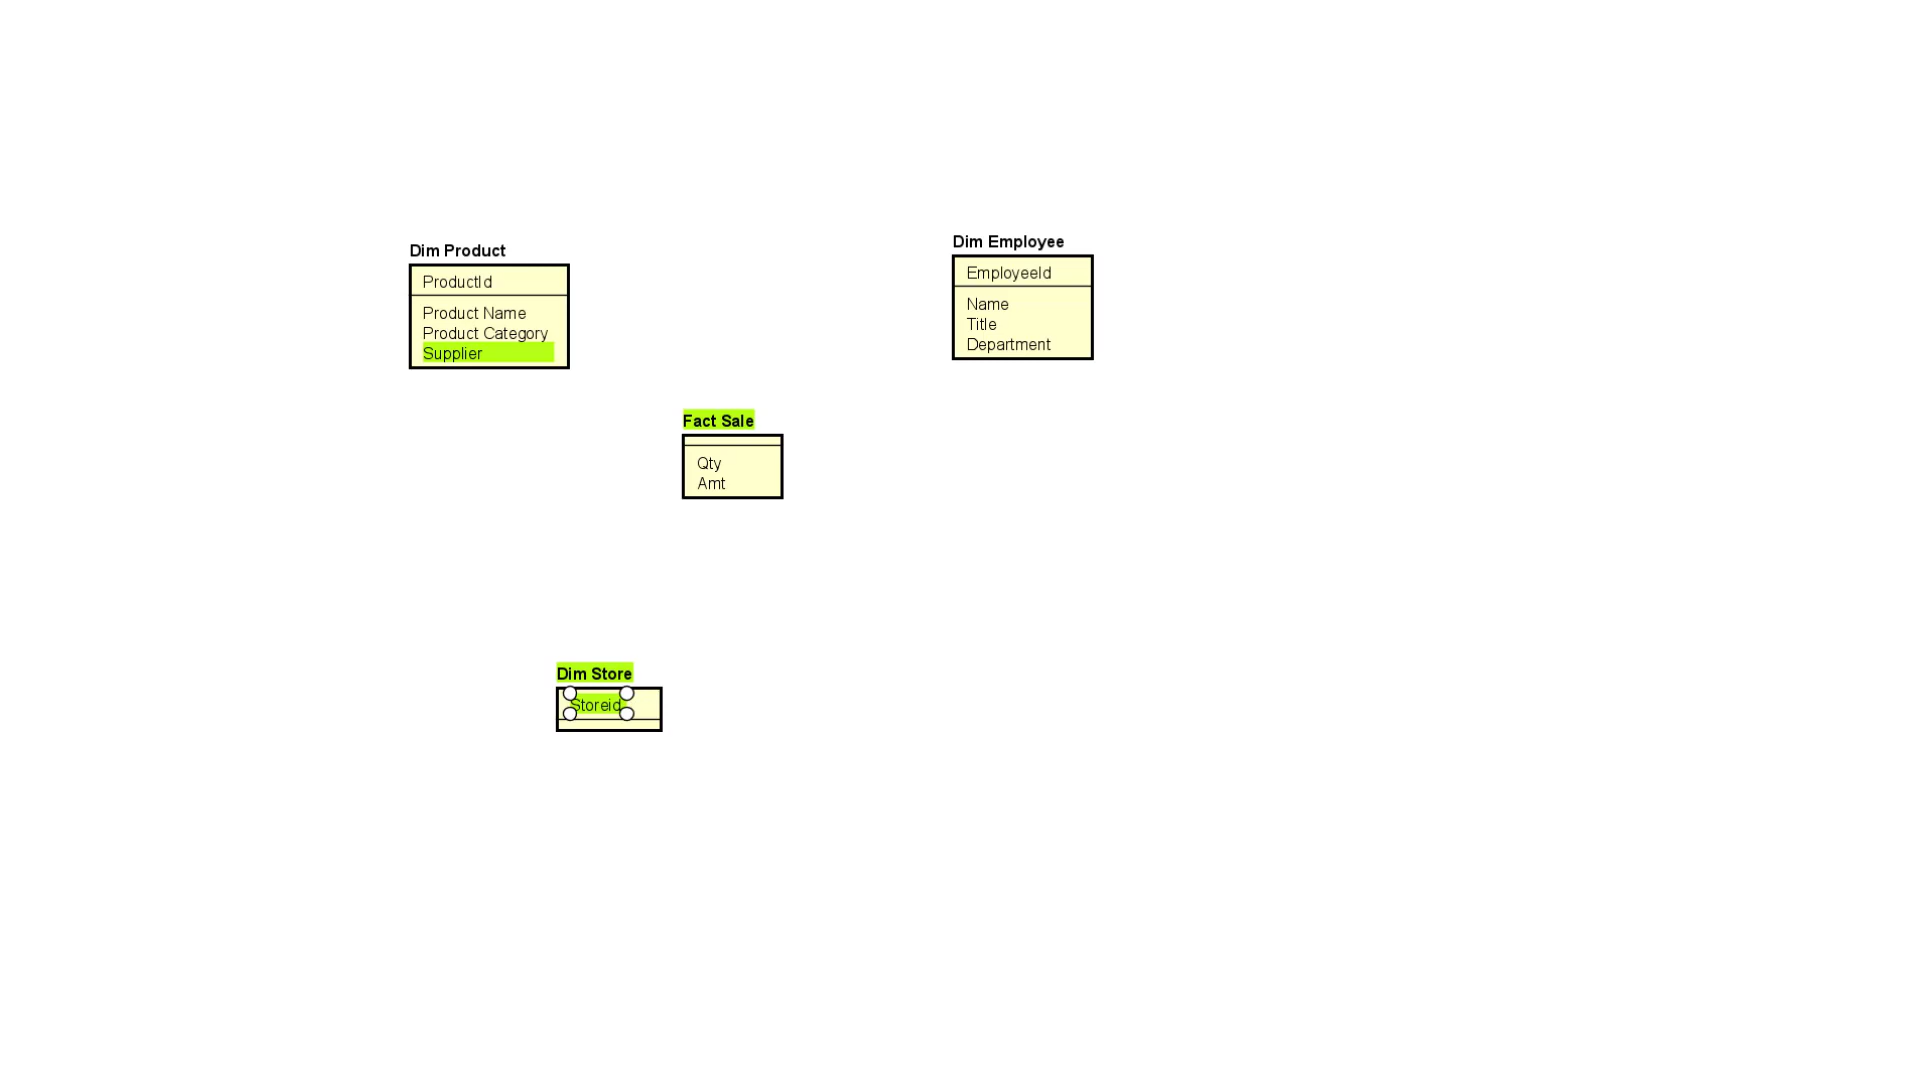 Dim Product
ProductId
Product Name
Product Category
Supplier
Dim Employee
EmployeeId
Name
Title
Department
Fact Sale
Qty
Amt
Dim Store
Storeid